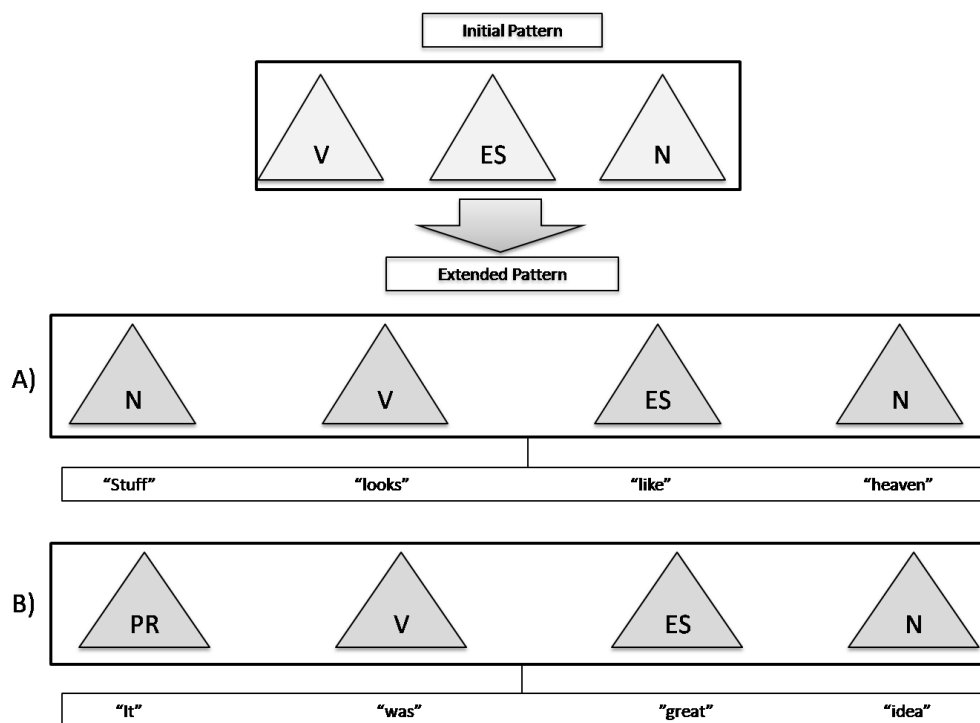 Initial Pattern
V ES N
Extended Pattern
A)
N V ES N
“Stuff” “looks” “like” “heaven”
B)
PR V ES N
“It” “was” “great” “idea”